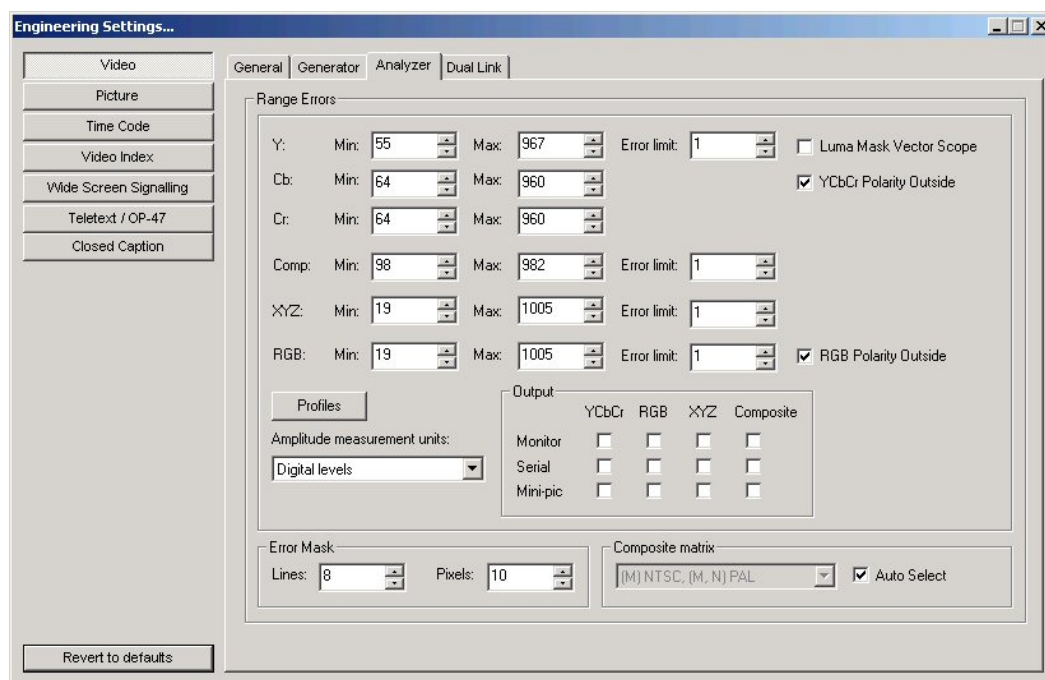 Engineering Settings...
Video
Picture
Time Code
Video Index
Wide Screen Signalling
Teletext / OP-47
Closed Caption
Revert to defaults
General Generator Analyzer Dual Link
Range Errors
Y: Min: 55 Max: 967 Error limit: 1 Luma Mask Vector Scope
Cb: Min: 64 Max: 960 YCbCr Polarity Outside
Cr: Min: 64 Max: 960
Comp: Min: 98 Max: 982 Error limit: 1
XYZ: Min: 19 Max: 1005 Error limit: 1
RGB: Min: 19 Max: 1005 Error limit: 1 RGB Polarity Outside
Profiles
Amplitude measurement units:
Digital levels
Output
YCbCr RGB XYZ Composite
Monitor
Serial
Mini-pic
Error Mask
Lines: 8 Pixels: 10
Composite matrix
(M) NTSC, (M, N) PAL Auto Select